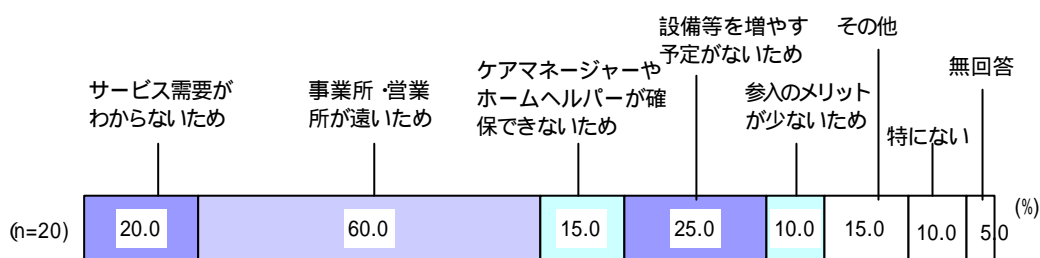 サービス需要が
わからないため
事業所・営業
所が遠いため
ケアマネージャーや
ホームヘルパーが確
保できないため
設備等を増やす
予定がないため
参入のメリット
が少ないため
その他
特にない
無回答
(n=20)
20.0
60.0
15.0
25.0
10.0
15.0
10.0
5.0
(%)